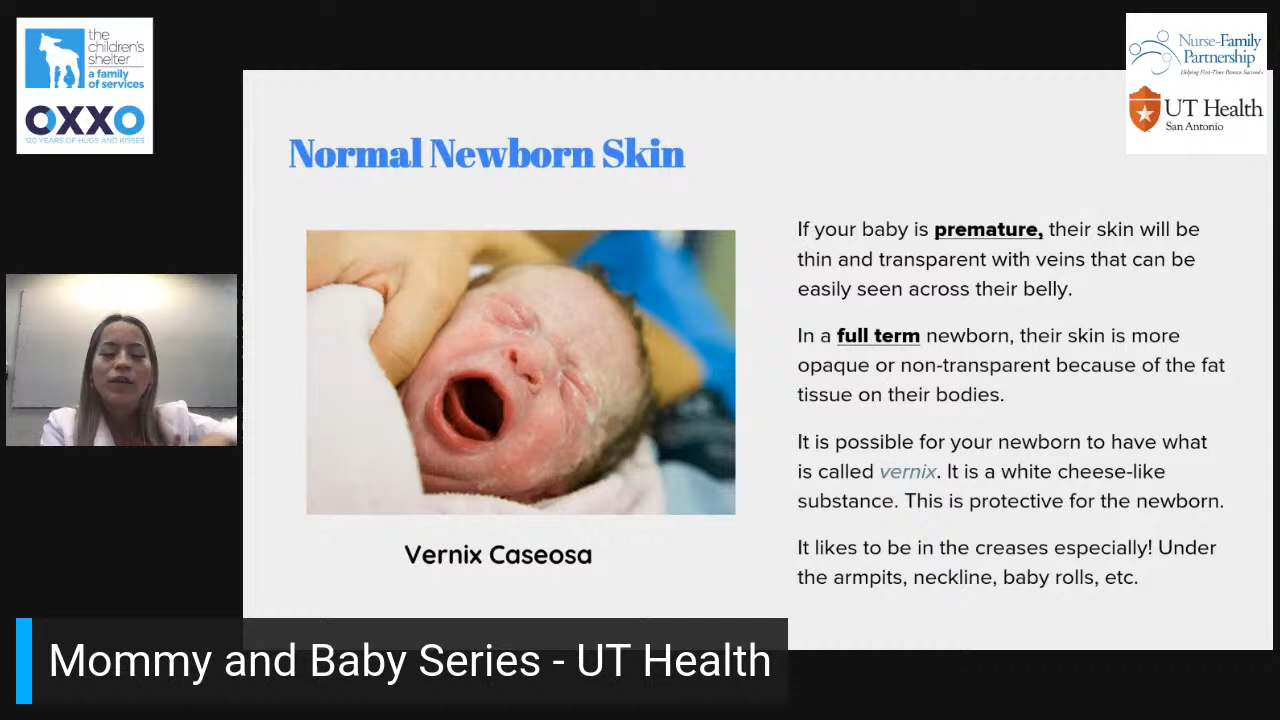 the
children's
shelter
a family
of services
OXXO
120 YEARS OF HUGS AND KISSES
Nurse-Family
Partnership
Helping First-Time Parents Succeed
UT Health
San Antonio
Normal Newborn Skin
If your baby is premature, their skin will be
thin and transparent with veins that can be
easily seen across their belly.
In a full term newborn, their skin is more
opaque or non-transparent because of the fat
tissue on their bodies.
It is possible for your newborn to have what
is called vernix. It is a white cheese-like
substance. This is protective for the newborn.
It likes to be in the creases especially! Under
the armpits, neckline, baby rolls, etc.
Vernix Caseosa
Mommy and Baby Series - UT Health